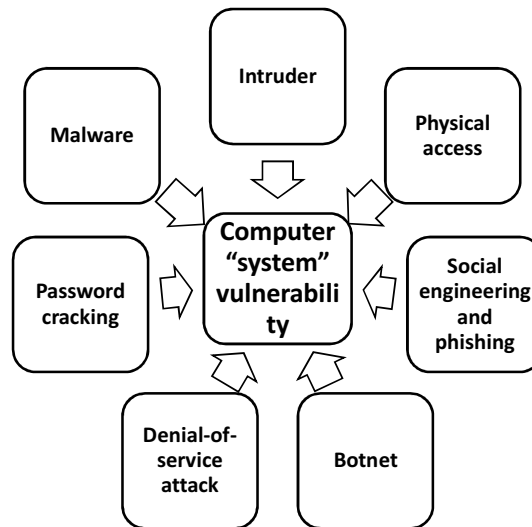 Intruder
Malware
Physical
access
Computer
“system”
vulnerabili
ty
Password
cracking
Social
engineering
and
phishing
Denial-of-
service
attack
Botnet